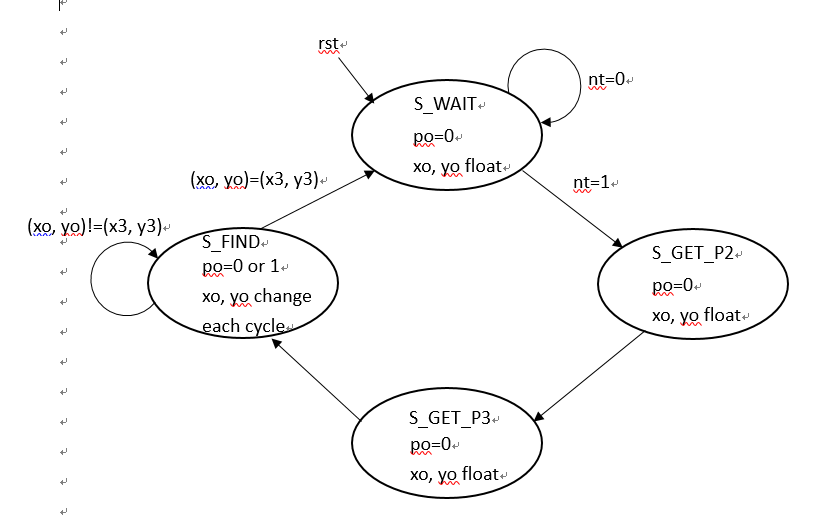 rst
S_WAIT
po=0
xo, yo float
nt=0
nt=1
(xo, yo)=(x3, y3)
(xo, yo)!=(x3, y3)
S_FIND
po=0 or 1
xo, yo change
each cycle
S_GET_P2
po=0
xo, yo float
S_GET_P3
po=0
xo, yo float